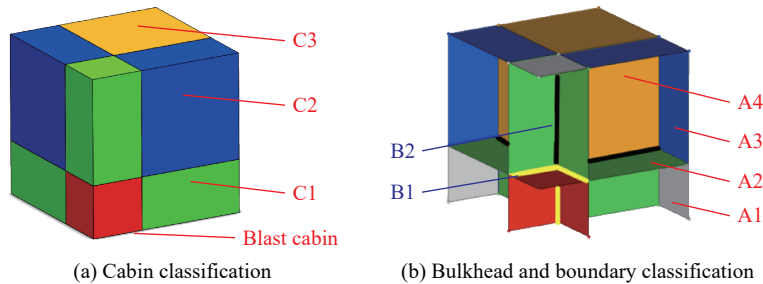 C3
C2
C1
Blast cabin
(a) Cabin classification
A4
A3
B2
A2
B1
A1
(b) Bulkhead and boundary classification